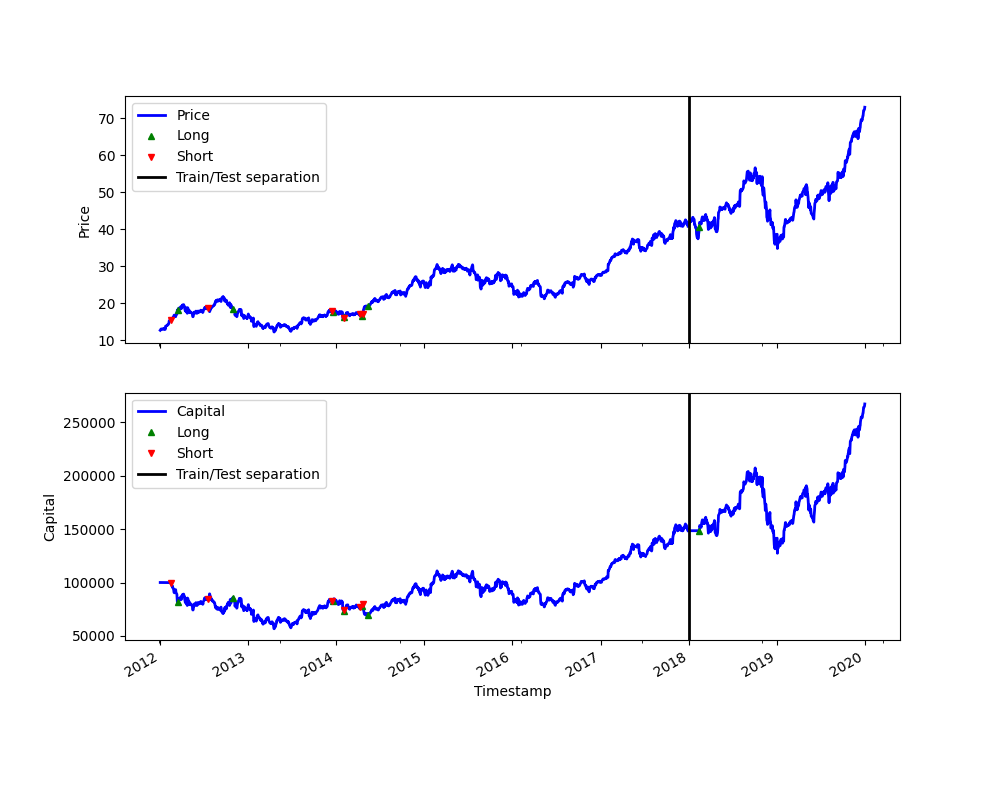 Price
Long
Short
Train/Test separation
70
60
50
40
30
20
10
Price
Capital
Long
Short
Train/Test separation
250000
200000
150000
100000
50000
Capital
2012
2013
2014
2015
2016
2017
2018
2019
2020
Timestamp